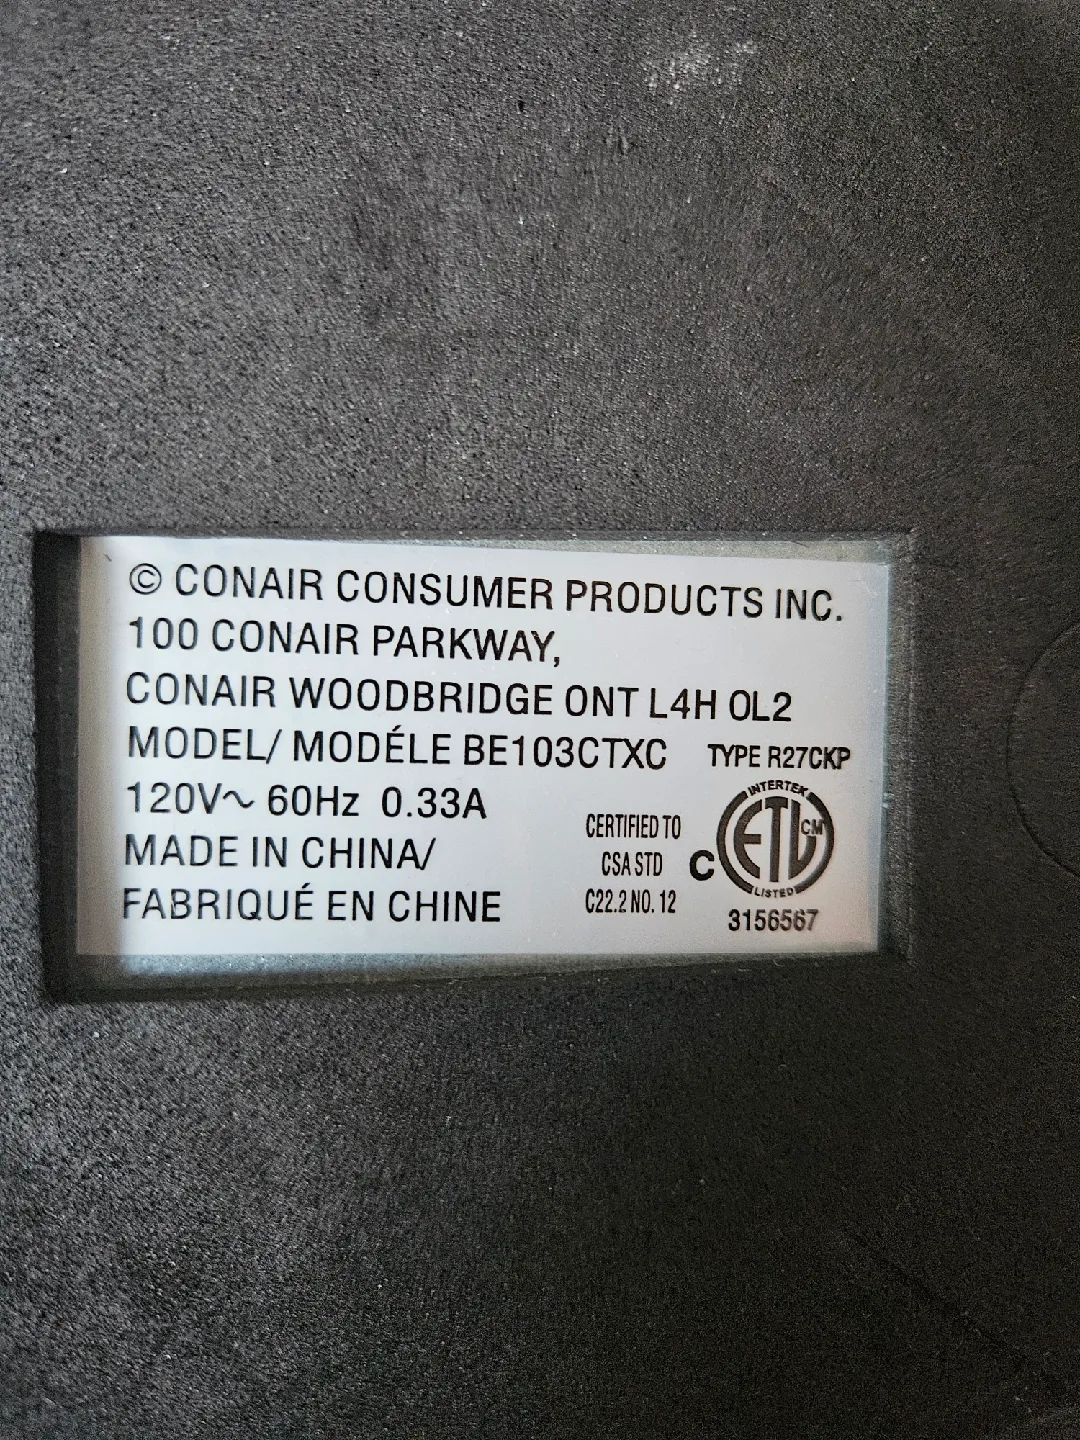 © CONAIR CONSUMER PRODUCTS INC.
100 CONAIR PARKWAY,
CONAIR WOODBRIDGE ONT L4H 0L2
MODEL/ MODÉLE BE103CTXC TYPE R27CKP
120V~ 60Hz 0.33A
MADE IN CHINA/
FABRIQUÉ EN CHINE
CERTIFIED TO
CSA STD
C22.2 NO. 12
C
INTERTEK
ETL CM
LISTED
3156567